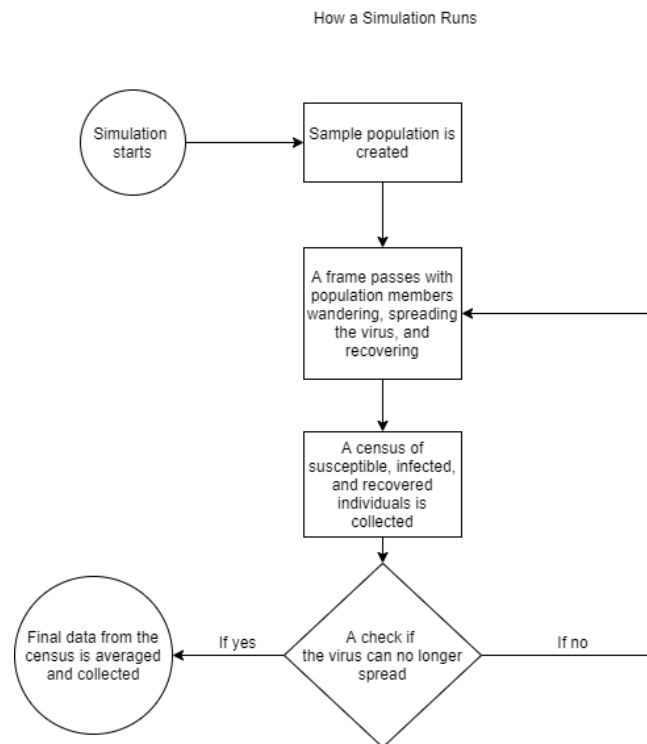 How a Simulation Runs
Simulation
starts
Sample population is
created
A frame passes with
population members
wandering, spreading
the virus, and
recovering
A census of
susceptible, infected,
and recovered
individuals is
collected
A check if
the virus can no longer
spread
If yes
If no
Final data from the
census is averaged
and collected